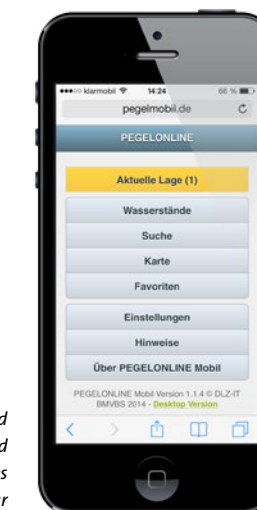 klarmobil 14:24 66 %
pegelmobil.de
PEGELONLINE
Aktuelle Lage (1)
Wasserstände
Suche
Karte
Favoriten
Einstellungen
Hinweise
Über PEGELONLINE Mobil
PEGELONLINE Mobil Version 1.1.4 © DLZ-IT
BMVBS 2014 - Desktop Version